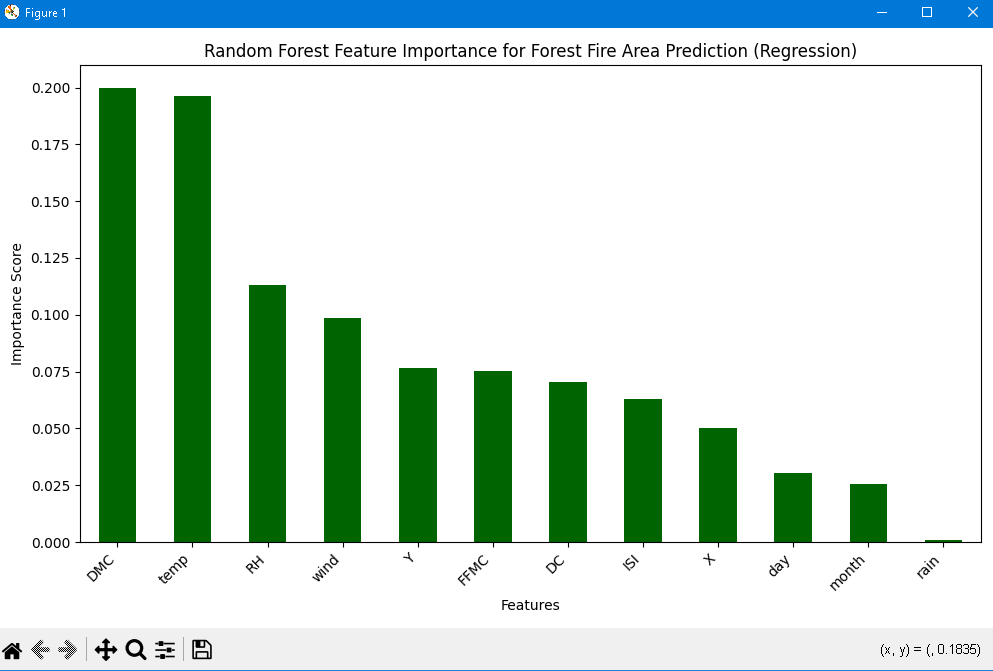 Figure 1
Random Forest Feature Importance for Forest Fire Area Prediction (Regression)
Importance Score
0.200
0.175
0.150
0.125
0.100
0.075
0.050
0.025
0.000
DMC temp RH wind Y FFMC DC ISI X day month rain
Features
(x, y) = (, 0.1835)